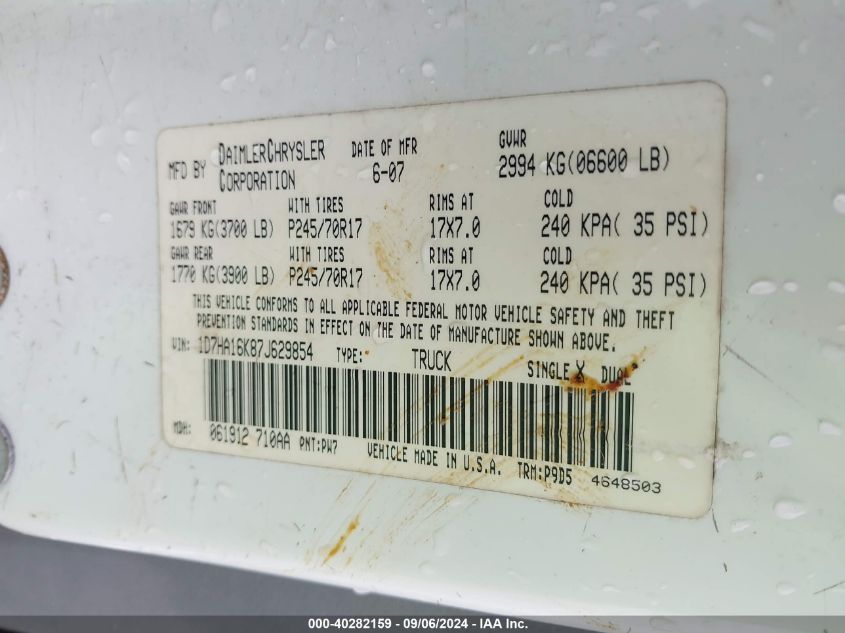 MFD BY DAIMLERCHRYSLER CORPORATION DATE OF MFR 6-07 GVWR 2994 KG(06600 LB)
GAWR FRONT WITH TIRES RIMS AT COLD
1679 KG(3700 LB) P245/70R17 17X7.0 240 KPA( 35 PSI)
GAWR REAR WITH TIRES RIMS AT COLD
1770 KG(3900 LB) P245/70R17 17X7.0 240 KPA( 35 PSI)
THIS VEHICLE CONFORMS TO ALL APPLICABLE FEDERAL MOTOR VEHICLE SAFETY AND THEFT
PREVENTION STANDARDS IN EFFECT ON THE DATE OF MANUFACTURE SHOWN ABOVE.
VIN: 1D7HA16K87J629854 TYPE: TRUCK SINGLE X DUAL
MDH: 061912 710AA PNT:PW7 VEHICLE MADE IN U.S.A. TRM:P9D5 4648503
000-40282159 - 09/06/2024 - IAA Inc.